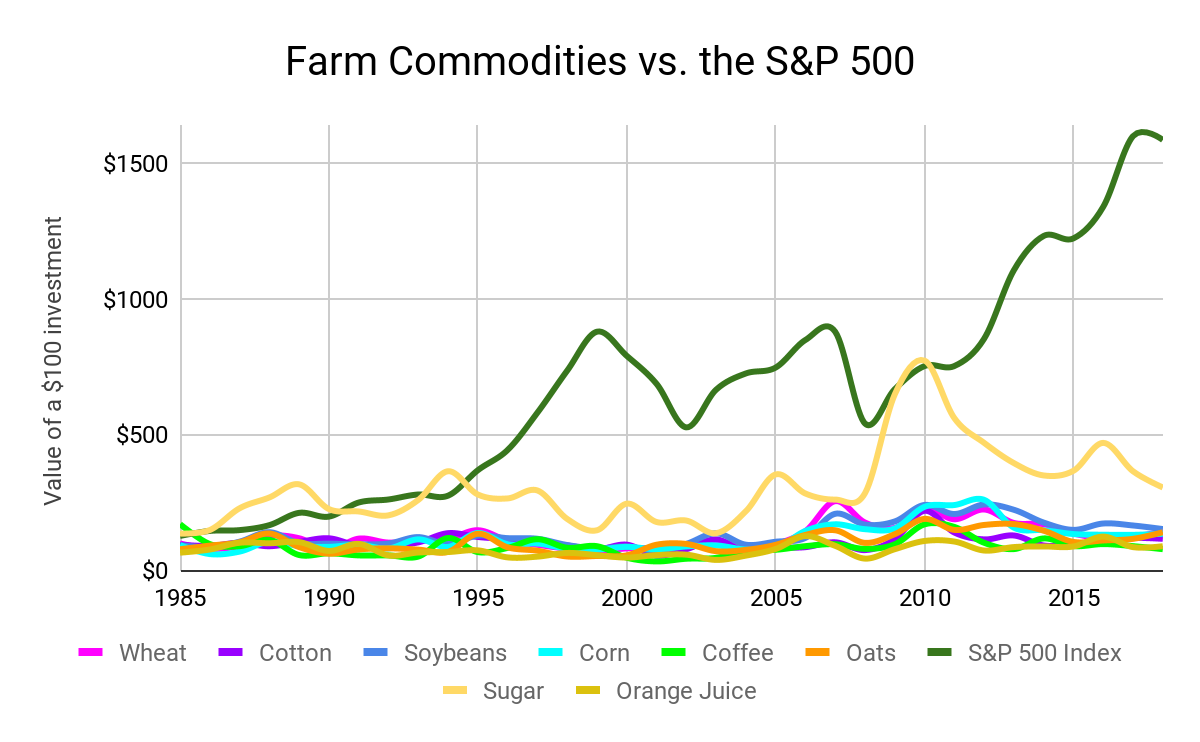 Farm Commodities vs. the S&P 500
Value of a $100 investment
$1500
$1000
$500
$0
1985 1990 1995 2000 2005 2010 2015
Wheat Cotton Soybeans Corn Coffee Oats S&P 500 Index
Sugar Orange Juice